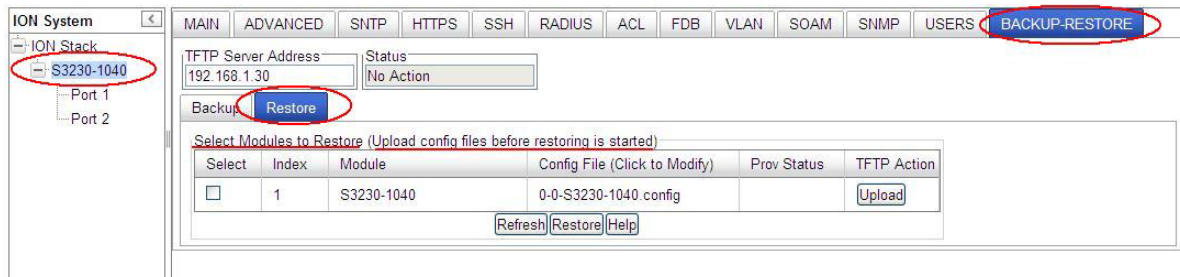 ION System <
ION Stack
S3230-1040
Port 1
Port 2
MAIN ADVANCED SNTP HTTPS SSH RADIUS ACL FDB VLAN SOAM SNMP USERS BACKUP-RESTORE
TFTP Server Address Status
192.168.1.30 No Action
Backup Restore
Select Modules to Restore (Upload config files before restoring is started)
Select Index Module Config File (Click to Modify) Prov Status TFTP Action
1 S3230-1040 0-0-S3230-1040.config Upload
Refresh Restore Help